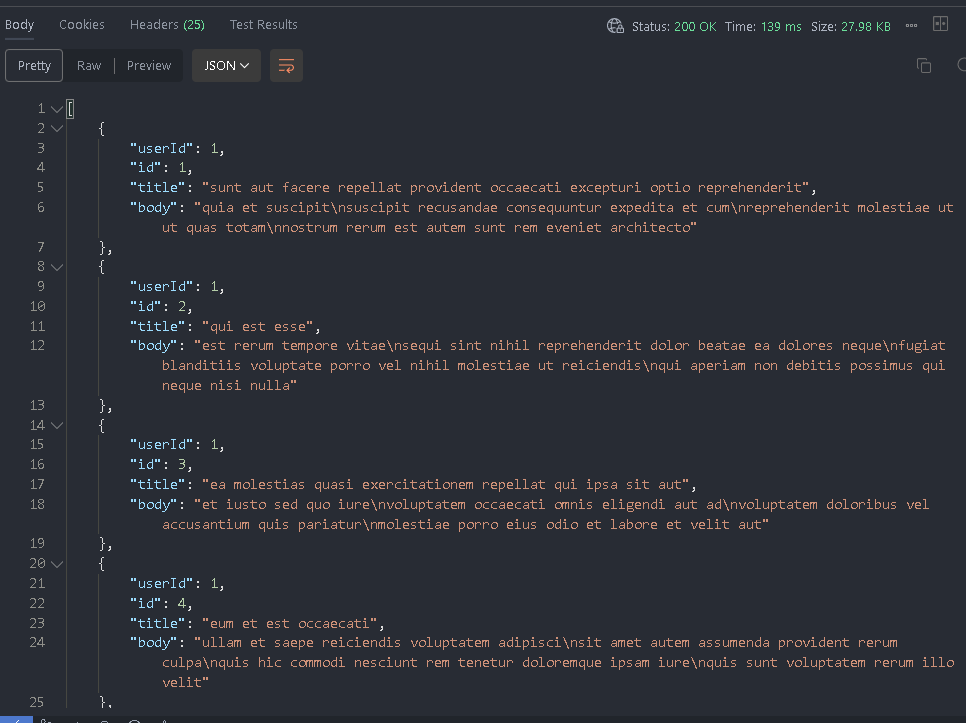 Body Cookies Headers (25) Test Results Status: 200 OK Time: 139 ms Size: 27.98 KB
Pretty Raw Preview JSON
1 [
2 {
3 "userId": 1,
4 "id": 1,
5 "title": "sunt aut facere repellat provident occaecati excepturi optio reprehenderit",
6 "body": "quia et suscipit\nsuscipit recusandae consequuntur expedita et cum\nreprehenderit molestiae ut
ut quas totam\nnostrum rerum est autem sunt rem eveniet architecto"
7 },
8 {
9 "userId": 1,
10 "id": 2,
11 "title": "qui est esse",
12 "body": "est rerum tempore vitae\nsequi sint nihil reprehenderit dolor beatae ea dolores neque\nfugiat
blanditiis voluptate porro vel nihil molestiae ut reiciendis\nqui aperiam non debitis possimus qui
neque nisi nulla"
13 },
14 {
15 "userId": 1,
16 "id": 3,
17 "title": "ea molestias quasi exercitationem repellat qui ipsa sit aut",
18 "body": "et iusto sed quo iure\nvoluptatem occaecati omnis eligendi aut ad\nvoluptatem doloribus vel
accusantium quis pariatur\nmolestiae porro eius odio et labore et velit aut"
19 },
20 {
21 "userId": 1,
22 "id": 4,
23 "title": "eum et est occaecati",
24 "body": "ullam et saepe reiciendis voluptatem adipisci\nsit amet autem assumenda provident rerum
culpa\nquis hic commodi nesciunt rem tenetur doloremque ipsam iure\nquis sunt voluptatem rerum illo
velit"
25 },